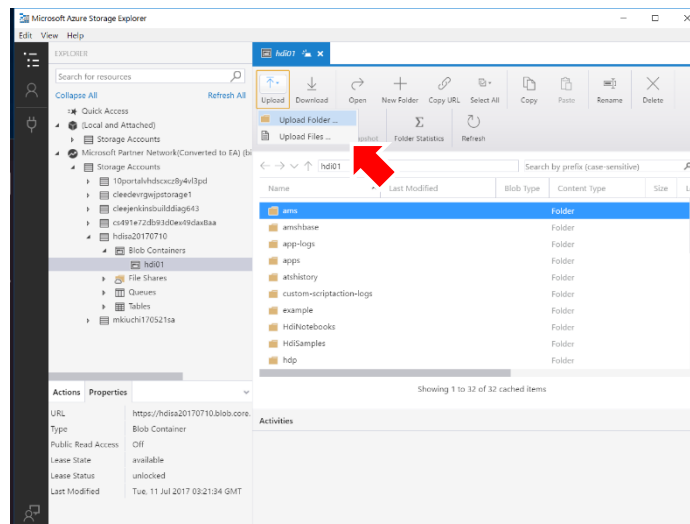 Microsoft Azure Storage Explorer
Edit View Help
EXPLORER
Search for resources
Collapse All Refresh All
Quick Access
(Local and Attached)
Storage Accounts
Microsoft Partner Network(Converted to EA) (bi
Storage Accounts
10portalvhdscxcz8y4vl3pd
cleedevrgwjpstorage1
cleejenkinsbuilddiag643
cs491e72db93d0ex49dax8aa
hdisa20170710
Blob Containers
hdi01
File Shares
Queues
Tables
mkiuchi170521sa
Actions Properties
URL https://hdisa20170710.blob.core.
Type Blob Container
Public Read Access Off
Lease State available
Lease Status unlocked
Last Modified Tue, 11 Jul 2017 03:21:34 GMT
hdi01
Upload Download Open New Folder Copy URL Select All Copy Paste Rename Delete
Upload Folder ...
Upload Files ...
Folder Statistics Refresh
hdi01 Search by prefix (case-sensitive)
Name Last Modified Blob Type Content Type Size L
ams Folder
amshbase Folder
app-logs Folder
apps Folder
atshistory Folder
custom-scriptaction-logs Folder
example Folder
HdiNotebooks Folder
HdiSamples Folder
hdp Folder
Showing 1 to 32 of 32 cached items
Activities